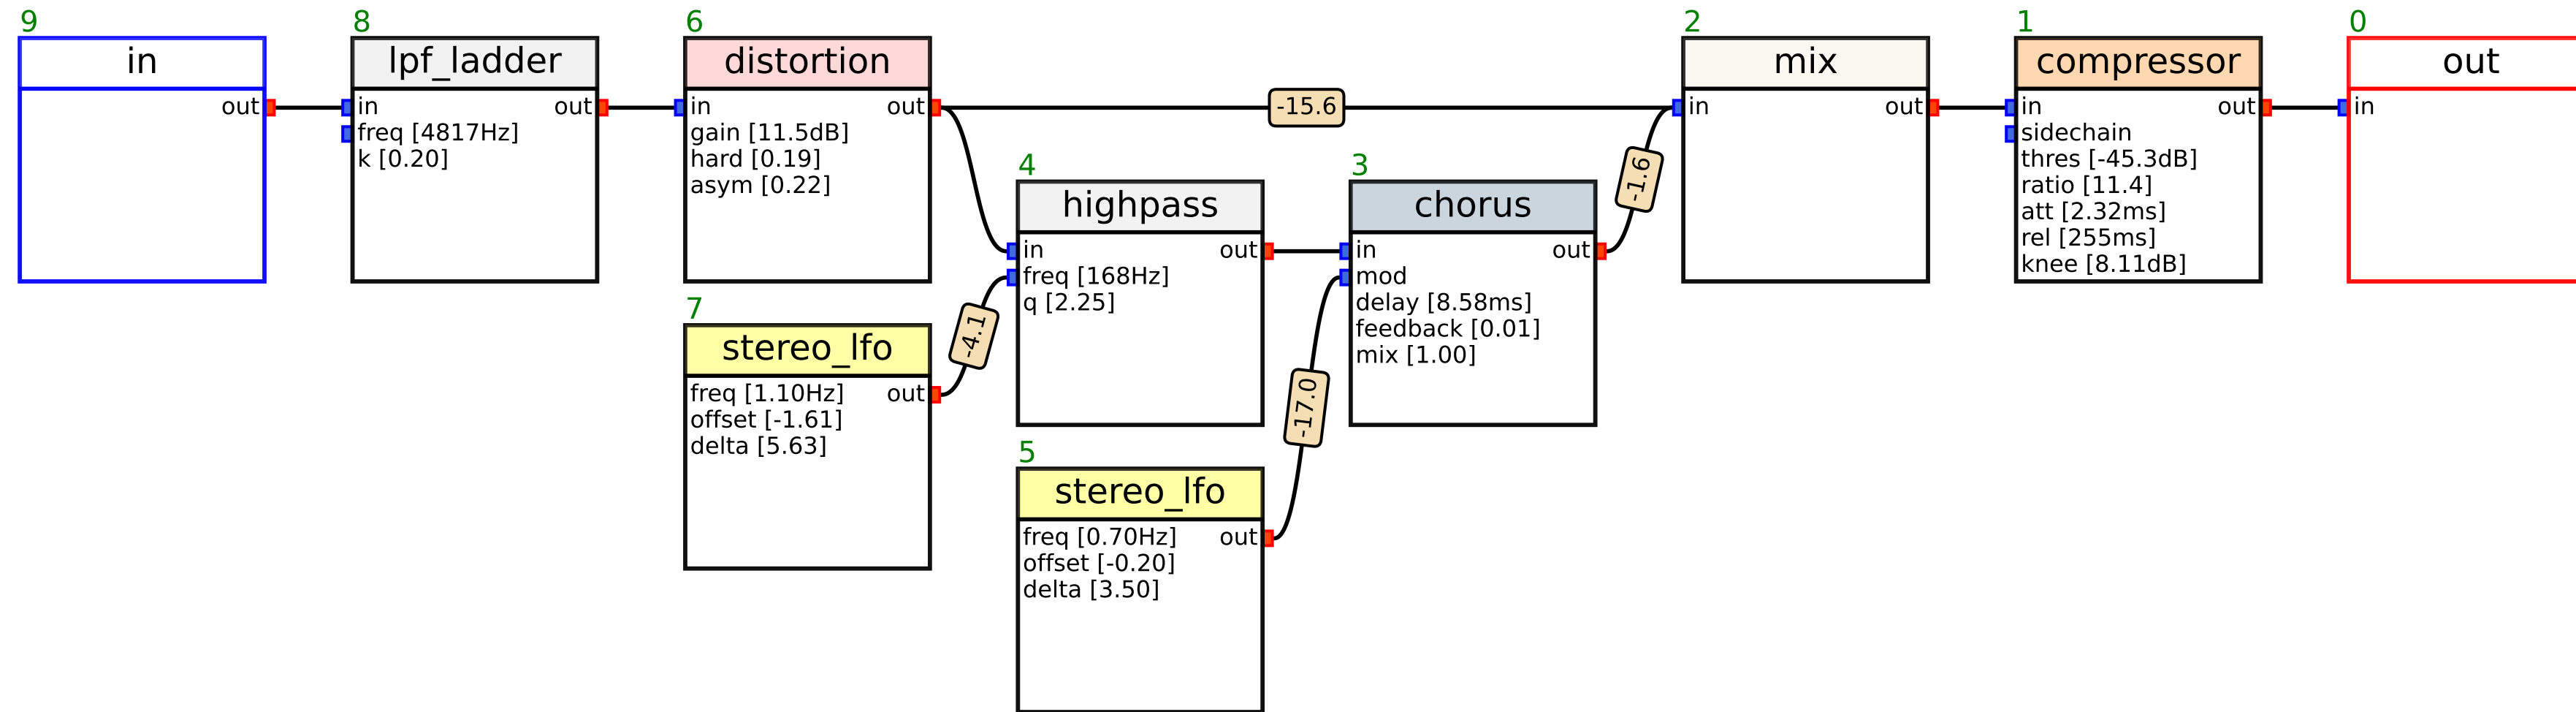 9
in
out
8
lpf_ladder
in
out
freq [4817Hz]
k [0.20]
6
distortion
in
out
gain [11.5dB]
hard [0.19]
asym [0.22]
-15.6
2
mix
in
out
1
compressor
in
out
sidechain
thres [-45.3dB]
ratio [11.4]
att [2.32ms]
rel [255ms]
knee [8.11dB]
0
out
in
4
highpass
in
out
freq [168Hz]
q [2.25]
3
chorus
in
out
mod
delay [8.58ms]
feedback [0.01]
mix [1.00]
-1.6
7
stereo_lfo
freq [1.10Hz]
out
offset [-1.61]
delta [5.63]
-4.1
5
stereo_lfo
freq [0.70Hz]
out
offset [-0.20]
delta [3.50]
-17.0